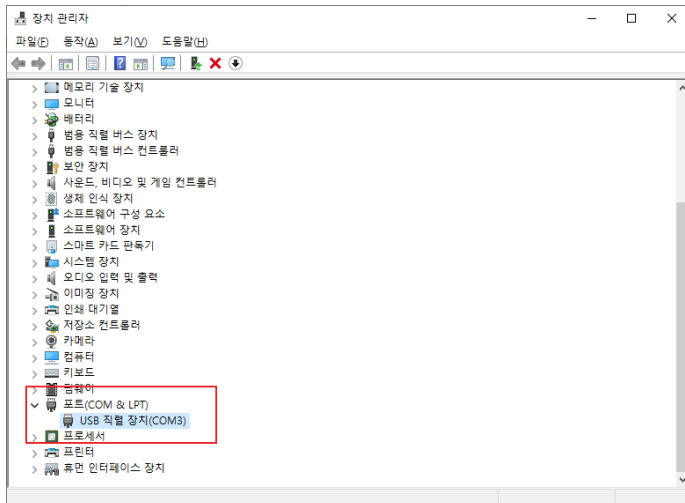 장치 관리자
파일(F) 동작(A) 보기(V) 도움말(H)
메모리 기술 장치
모니터
배터리
범용 직렬 버스 장치
범용 직렬 버스 컨트롤러
보안 장치
사운드, 비디오 및 게임 컨트롤러
생체 인식 장치
소프트웨어 구성 요소
소프트웨어 장치
스마트 카드 판독기
시스템 장치
오디오 입력 및 출력
이미징 장치
인쇄 대기열
저장소 컨트롤러
카메라
컴퓨터
키보드
펌웨어
포트(COM & LPT)
USB 직렬 장치(COM3)
프로세서
프린터
휴먼 인터페이스 장치